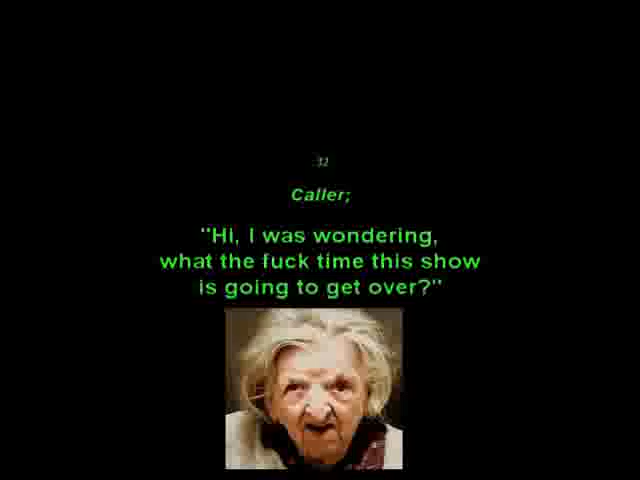 32
Caller;
"Hi, I was wondering,
what the fuck time this show
is going to get over?"